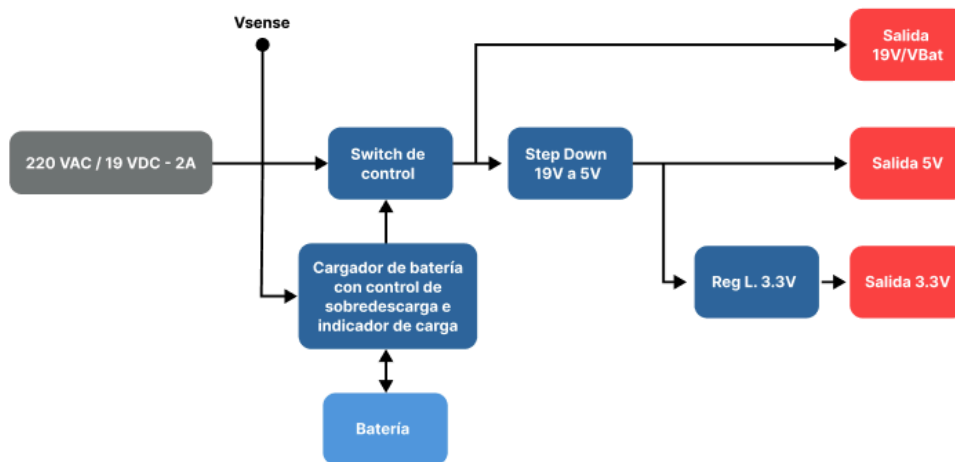 Vsense
Salida
19V/VBat
220 VAC / 19 VDC - 2A
Switch de
control
Step Down
19V a 5V
Salida 5V
Cargador de batería
con control de
sobredescarga e
indicador de carga
Reg L. 3.3V
Salida 3.3V
Batería